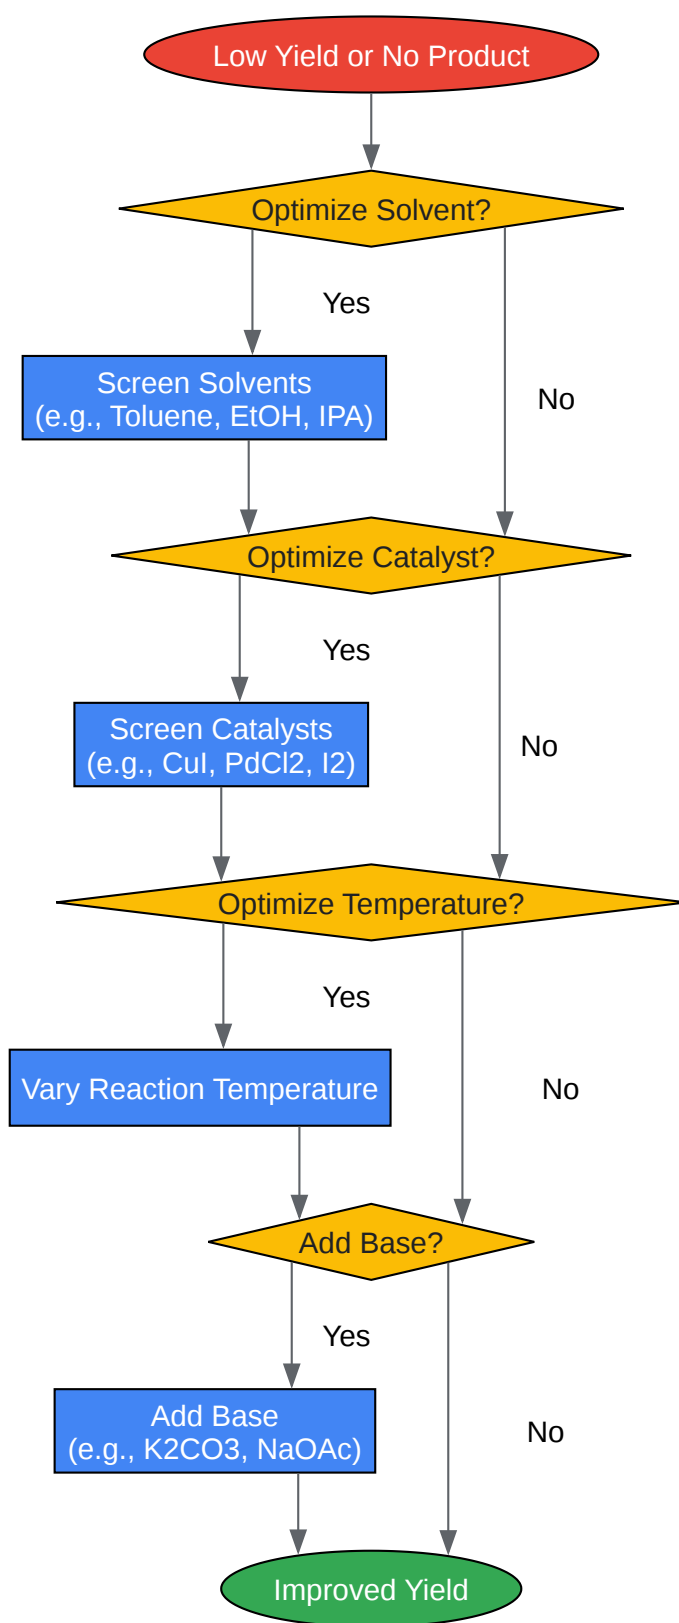 Low Yield or No Product
Optimize Solvent?
Yes
Screen Solvents
(e.g., Toluene, EtOH, IPA)
No
Optimize Catalyst?
Yes
Screen Catalysts
(e.g., CuI, PdCl2, I2)
No
Optimize Temperature?
Yes
Vary Reaction Temperature
No
Add Base?
Yes
Add Base
(e.g., K2CO3, NaOAc)
No
Improved Yield